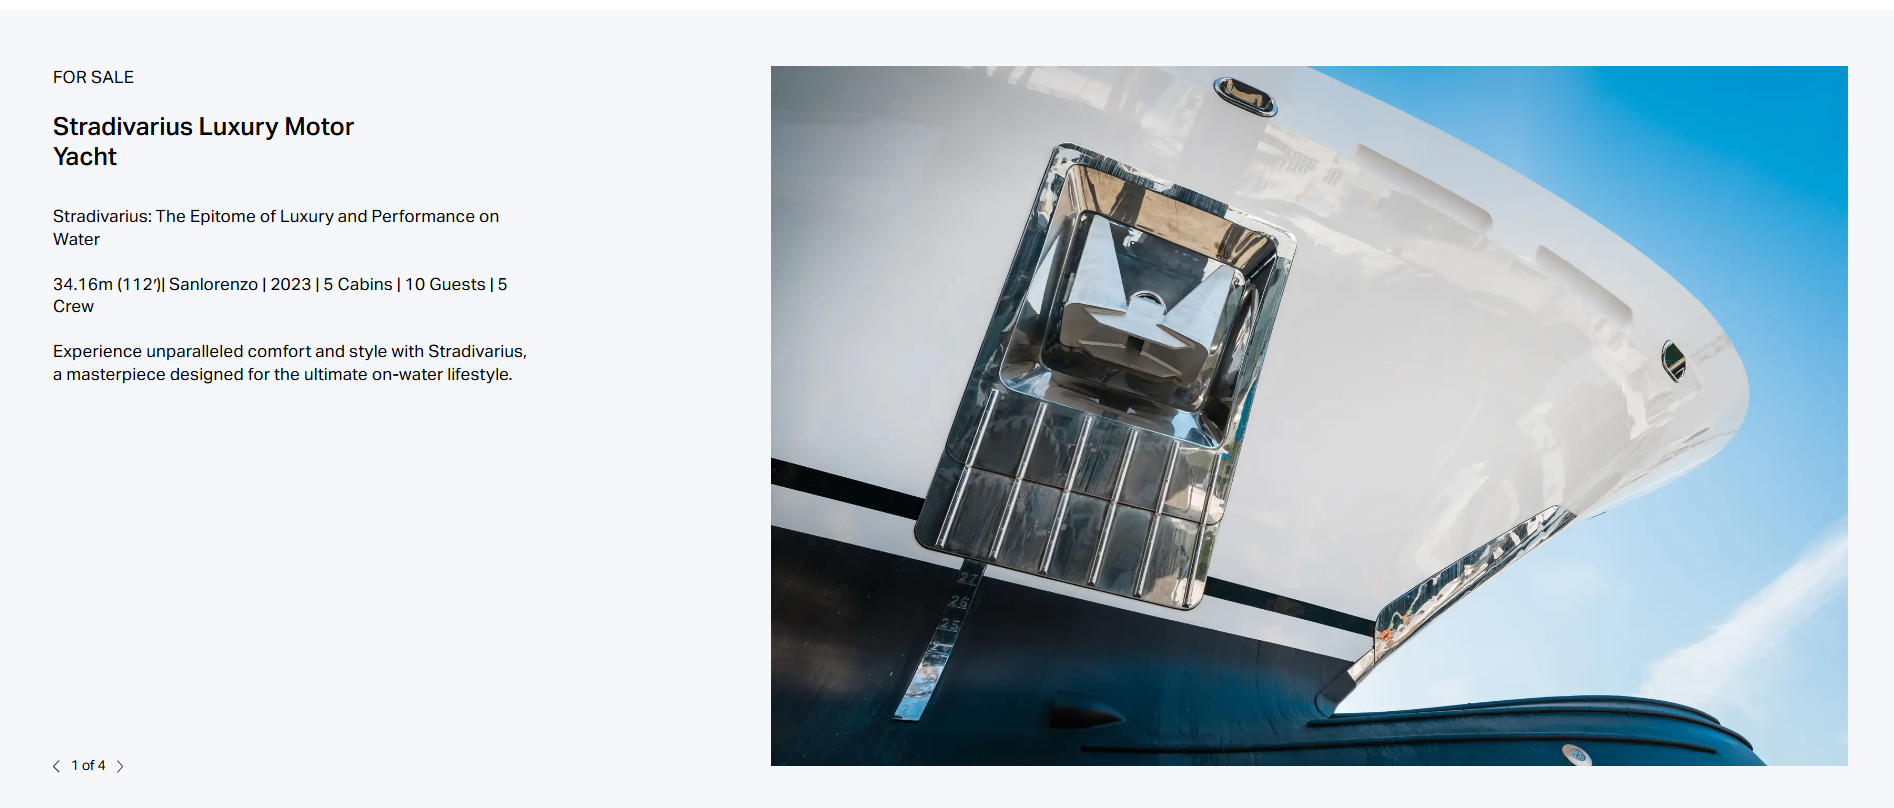 FOR SALE
Stradivarius Luxury Motor
Yacht
Stradivarius: The Epitome of Luxury and Performance on
Water
34.16m (112')| Sanlorenzo | 2023 | 5 Cabins | 10 Guests | 5
Crew
Experience unparalleled comfort and style with Stradivarius,
a masterpiece designed for the ultimate on-water lifestyle.
27
26
25
1 of 4